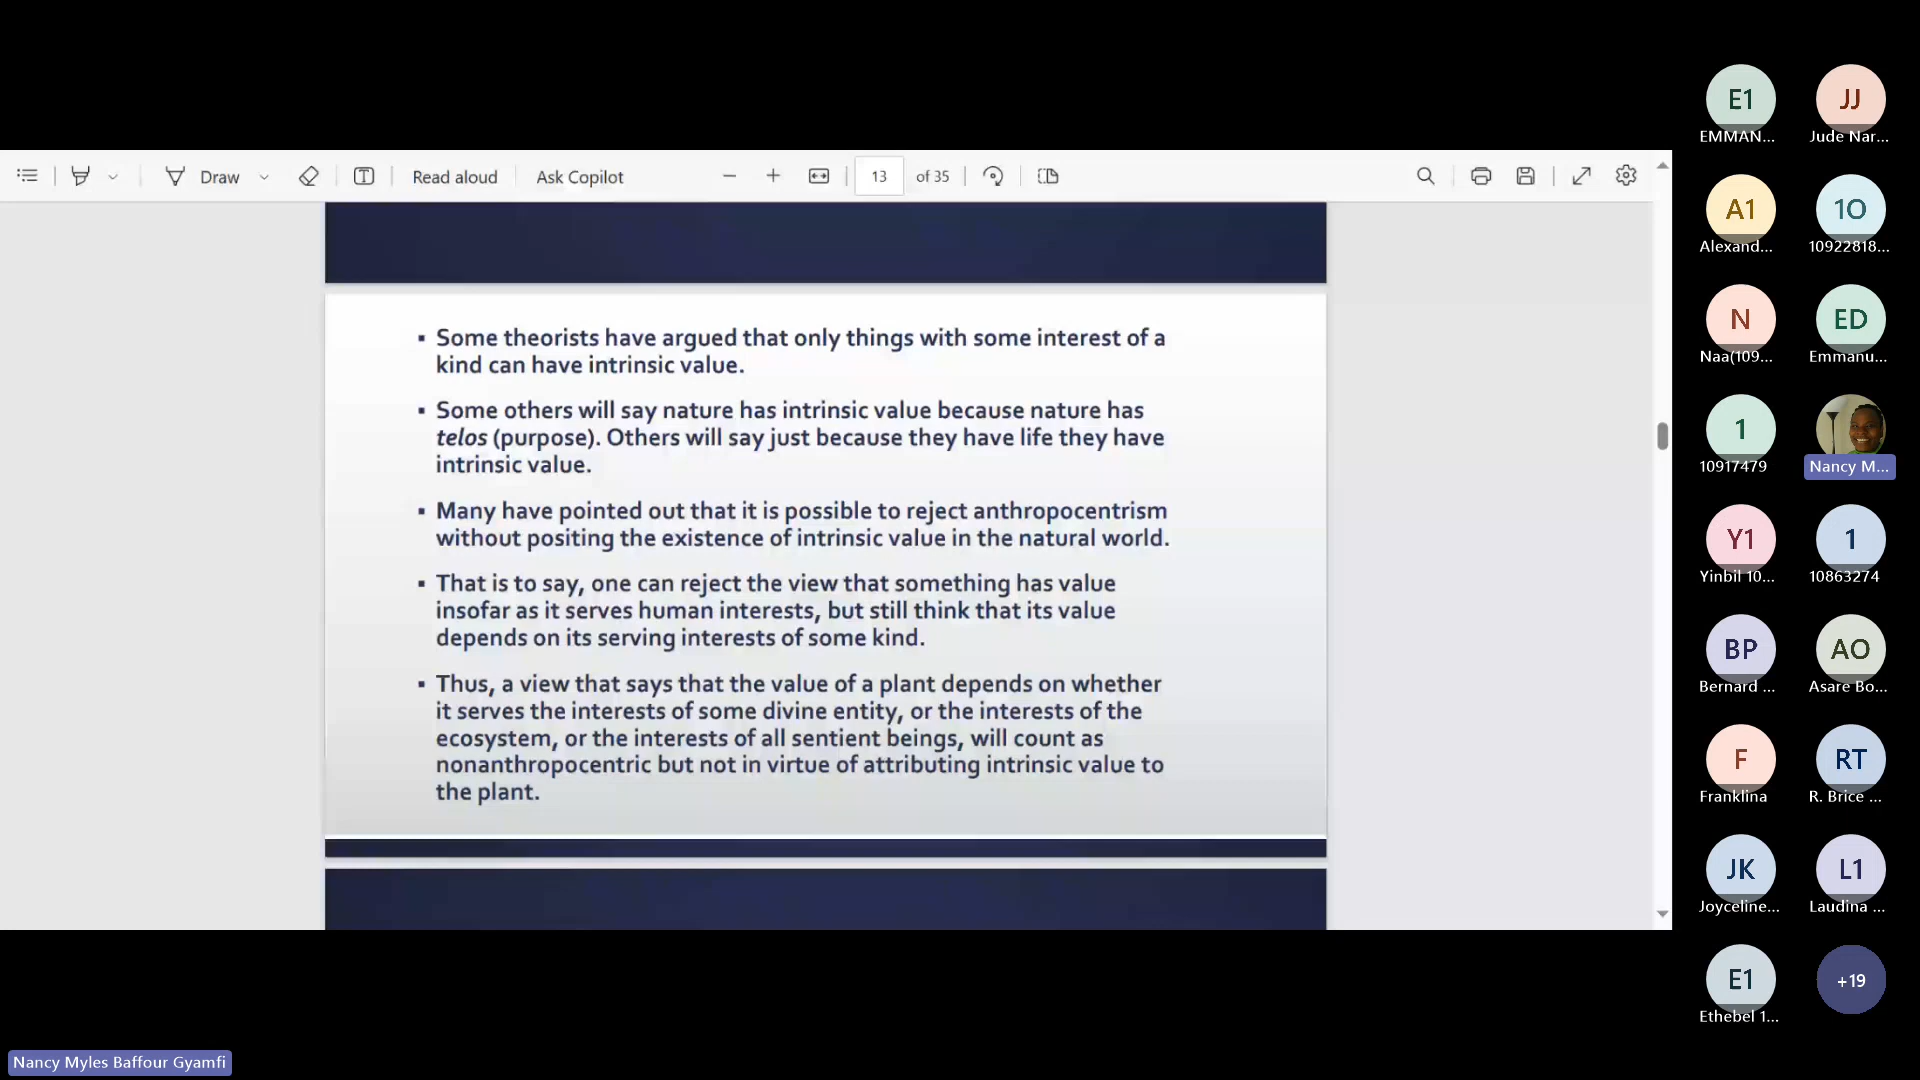 Draw
Read aloud
Ask Copilot
13
of 35
▪ Some theorists have argued that only things with some interest of a
kind can have intrinsic value.
▪ Some others will say nature has intrinsic value because nature has
telos (purpose). Others will say just because they have life they have
intrinsic value.
▪ Many have pointed out that it is possible to reject anthropocentrism
without positing the existence of intrinsic value in the natural world.
▪ That is to say, one can reject the view that something has value
insofar as it serves human interests, but still think that its value
depends on its serving interests of some kind.
▪ Thus, a view that says that the value of a plant depends on whether
it serves the interests of some divine entity, or the interests of the
ecosystem, or the interests of all sentient beings, will count as
nonanthropocentric but not in virtue of attributing intrinsic value to
the plant.
E1
EMMAN...
JJ
Jude Nar...
A1
Alexand...
1O
10922818...
N
Naa(109...
ED
Emmanu...
1
10917479
Nancy M...
Y1
Yinbil 10...
1
10863274
BP
Bernard ...
AO
Asare Bo...
F
Franklina
RT
R. Brice ...
JK
Joyceline...
L1
Laudina ...
E1
Ethebel 1...
+19
Nancy Myles Baffour Gyamfi